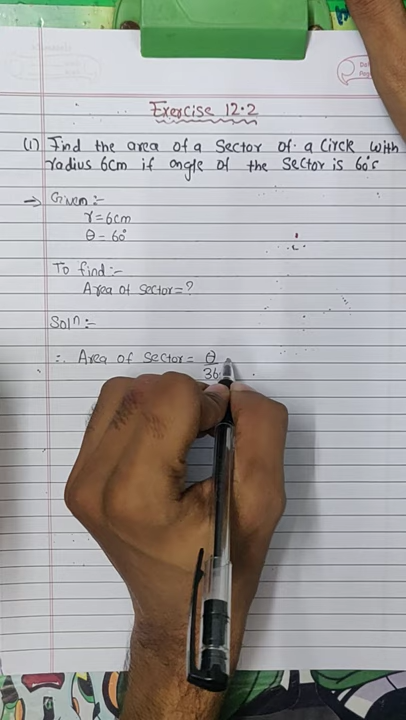 Exercise 12.2
(1) Find the area of a Sector of a Circle with
radius 6cm if angle of the Sector is 60°c
→ Given :-
r = 6cm
θ = 60°
To find :-
Area of Sector = ?
Solⁿ :-
∴ Area of Sector = θ
36